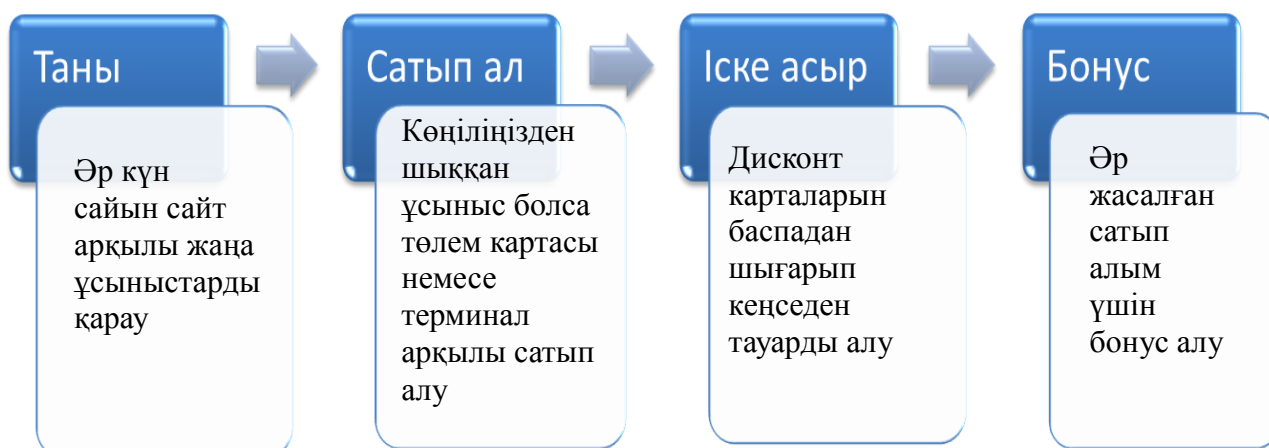 Таны
Әр күн
сайын сайт
арқылы жаңа
ұсыныстарды
қарау
Сатып ал
Көңіліңізден
шыққан
ұсыныс болса
төлем картасы
немесе
терминал
арқылы сатып
алу
Іске асыр
Дисконт
карталарын
баспадан
шығарып
кеңседен
тауарды алу
Бонус
Әр
жасалған
сатып
алым
үшін
бонус алу